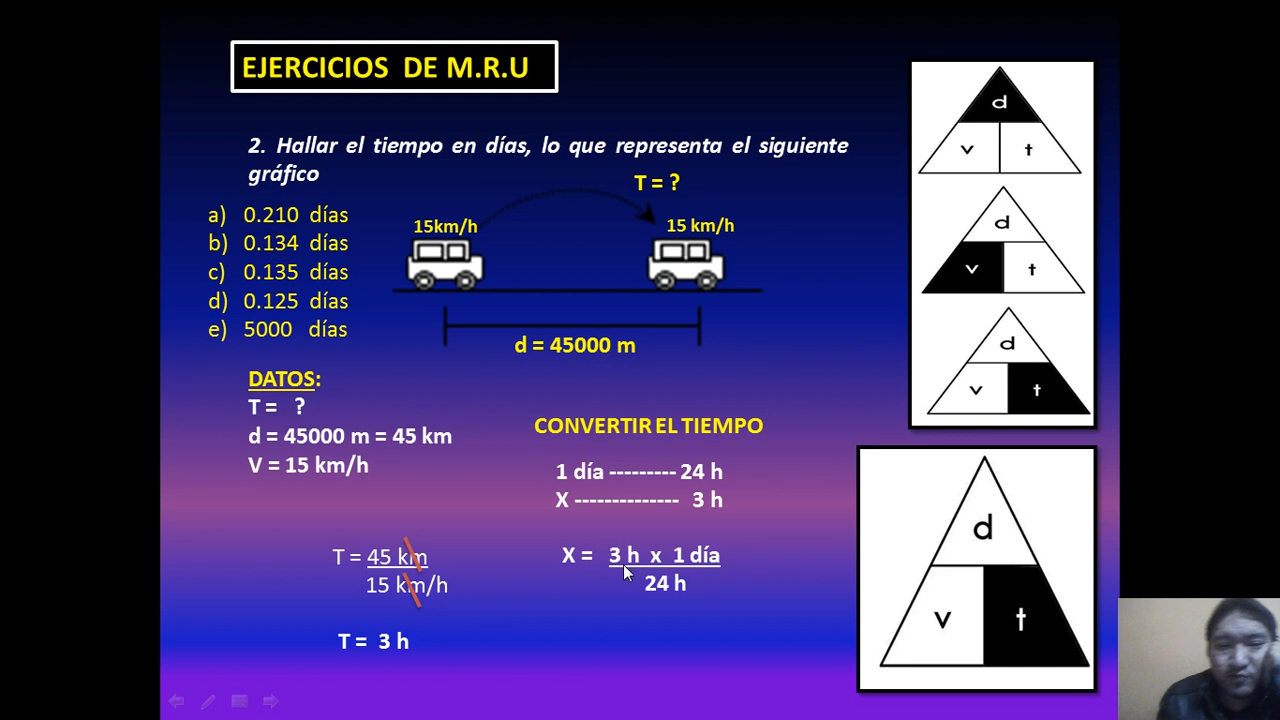 EJERCICIOS DE M.R.U
2. Hallar el tiempo en días, lo que representa el siguiente
gráfico
T = ?
a) 0.210 días
b) 0.134 días
c) 0.135 días
d) 0.125 días
e) 5000 días
15km/h
15 km/h
d = 45000 m
DATOS:
T = ?
d = 45000 m = 45 km
V = 15 km/h
T = 45 km
15 km/h
T = 3 h
CONVERTIR EL TIEMPO
1 día --------- 24 h
X -------------- 3 h
X = 3 h x 1 día
24 h
d
v t
d
v t
d
v t
d
v t